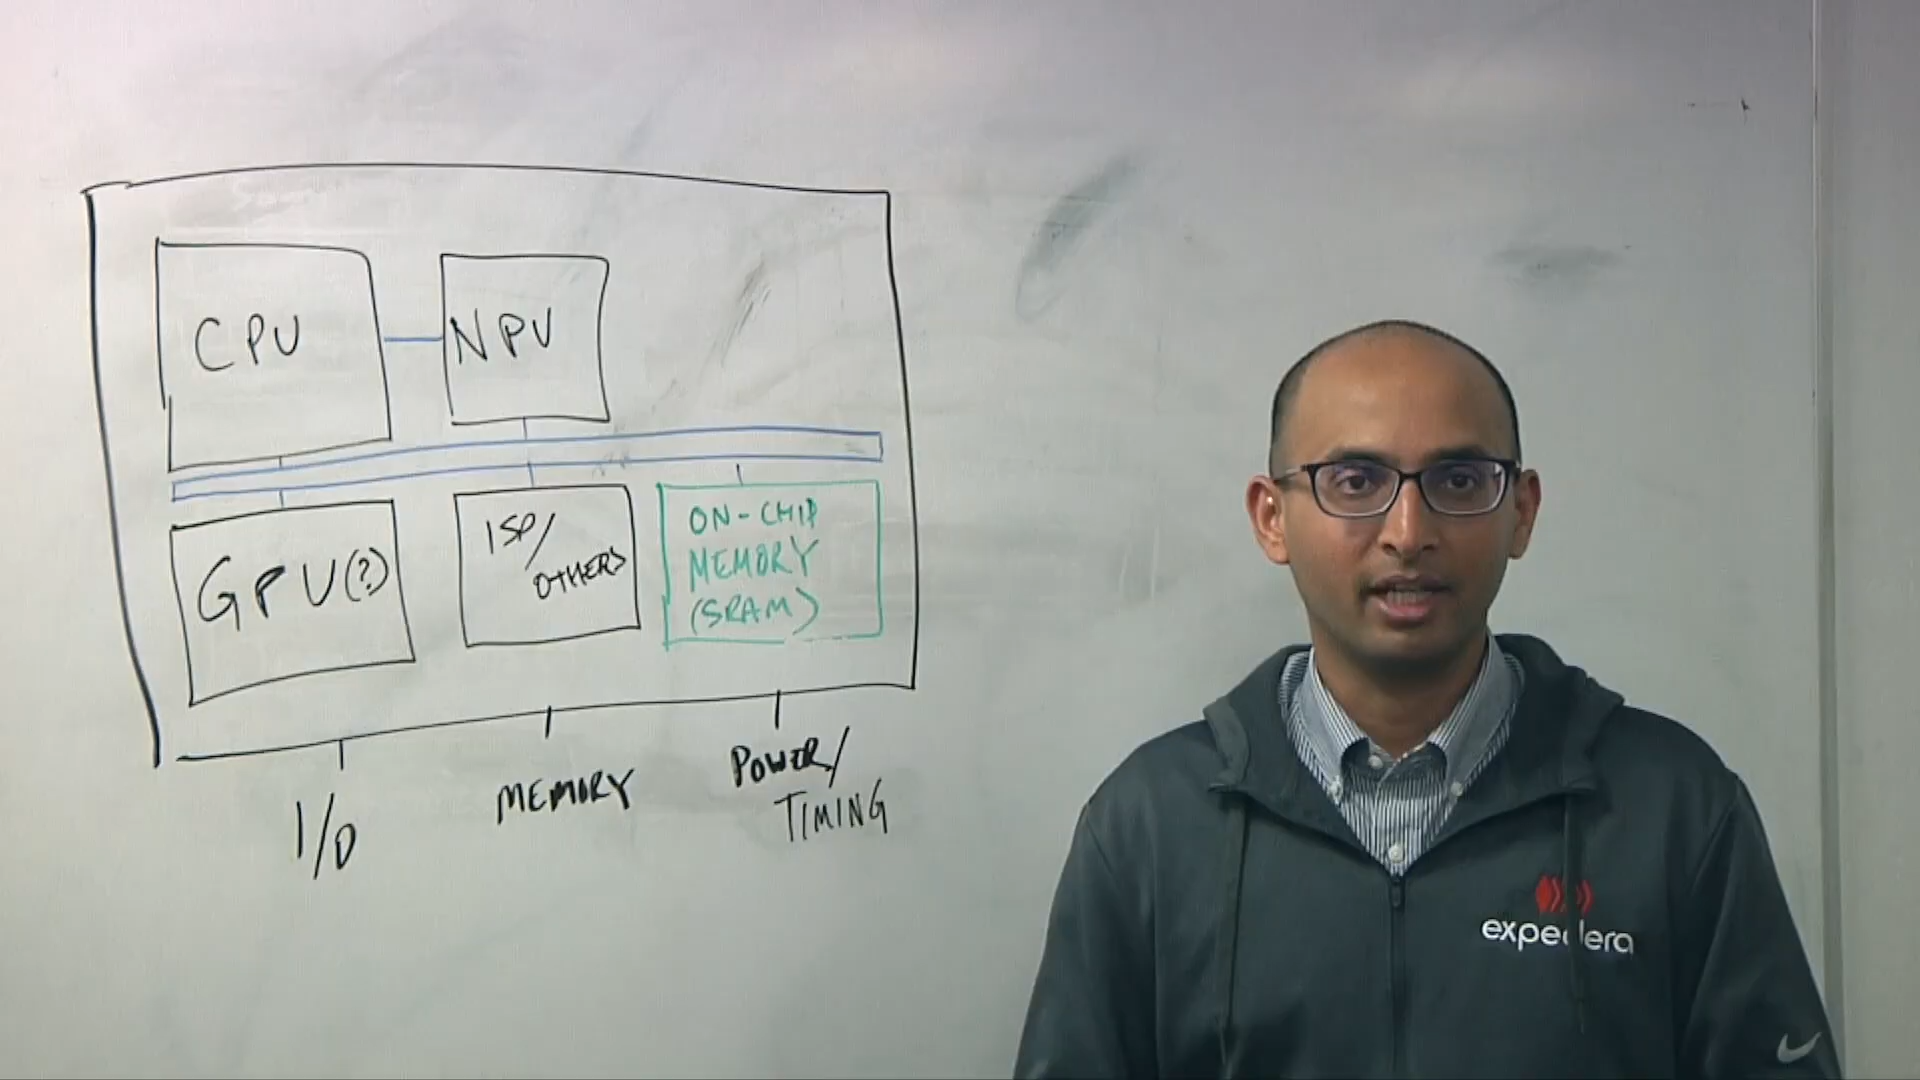 CPU
NPU
GPU(?)
ISP/
OTHERS
ON-CHIP
MEMORY
(SRAM)
I/O
MEMORY
POWER/
TIMING
expedera